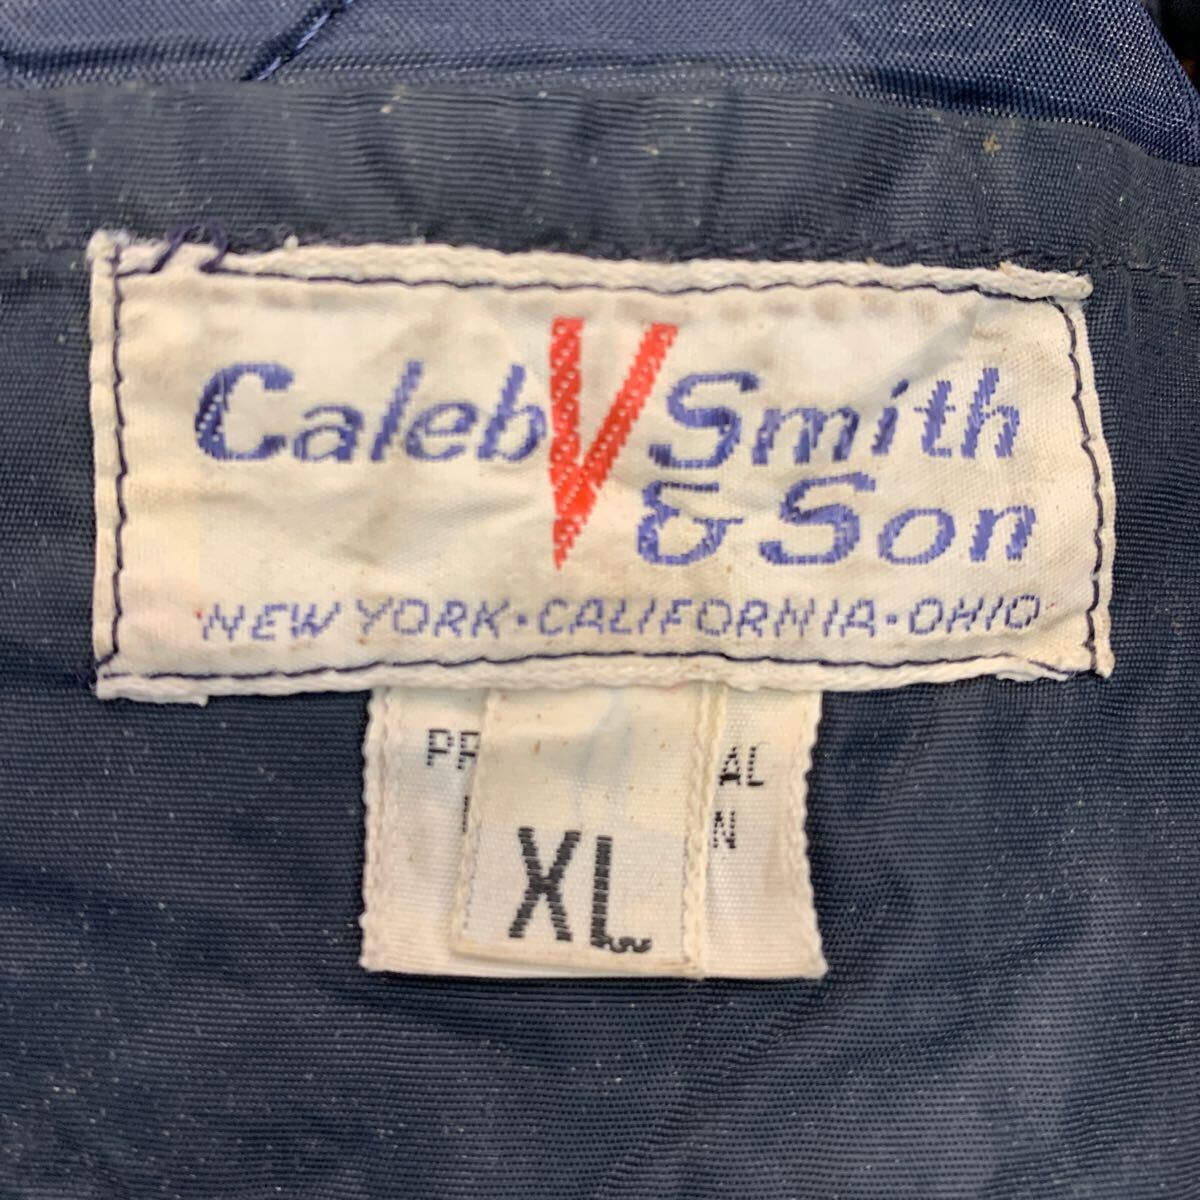 Caleb V Smith
& Son
NEW YORK · CALIFORNIA · OHIO
XL